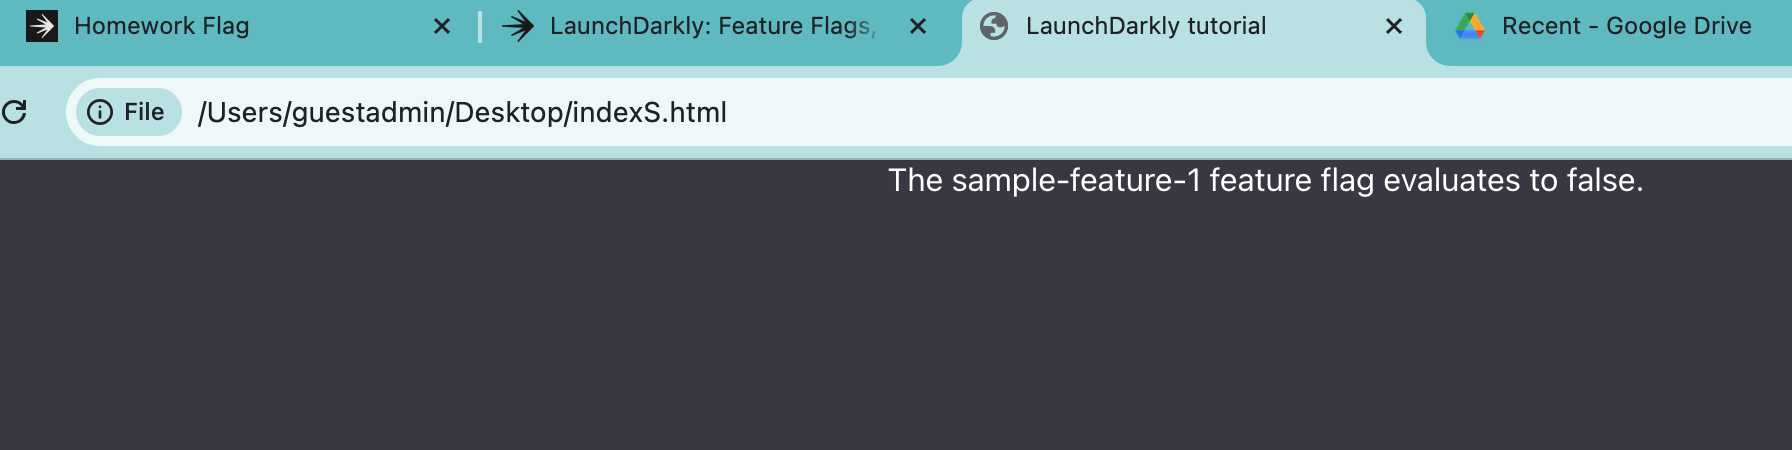 Homework Flag
LaunchDarkly: Feature Flags,
LaunchDarkly tutorial
Recent - Google Drive
File /Users/guestadmin/Desktop/indexS.html
The sample-feature-1 feature flag evaluates to false.